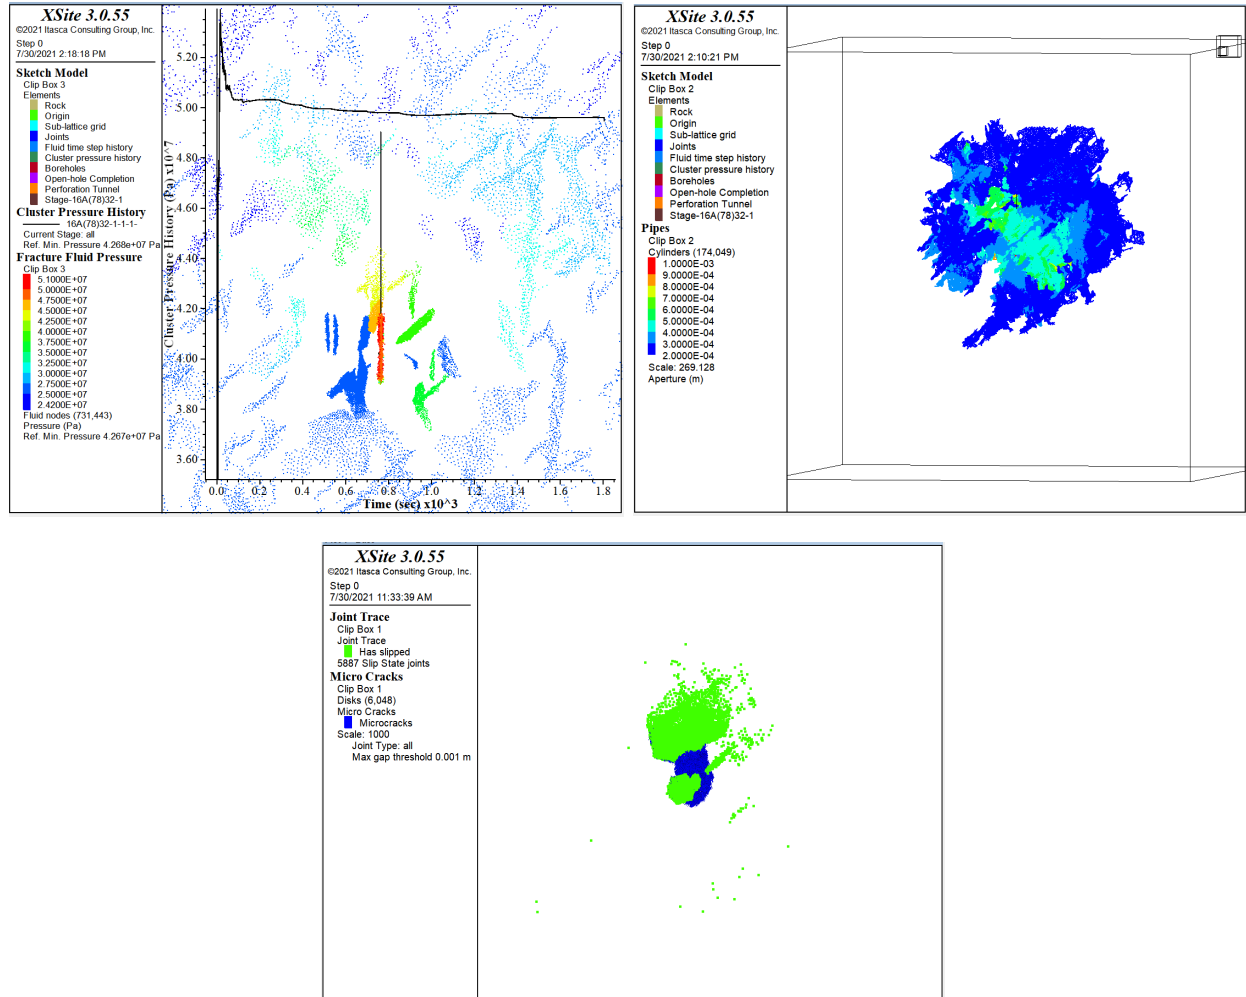 XSite 3.0.55
©2021 Itasca Consulting Group, Inc.
Step 0
7/30/2021 2:18:18 PM
Sketch Model
Clip Box 3
Elements
Rock
Origin
Sub-lattice grid
Joints
Fluid time step history
Cluster pressure history
Boreholes
Open-hole Completion
Perforation Tunnel
Stage-16A(78)32-1
Cluster Pressure History
16A(78)32-1-1-1-
Current Stage: all
Ref. Min. Pressure 4.268e+07 Pa
Fracture Fluid Pressure
Clip Box 3
5.1000E+07
5.0000E+07
4.7500E+07
4.5000E+07
4.2500E+07
4.0000E+07
3.7500E+07
3.5000E+07
3.2500E+07
3.0000E+07
2.7500E+07
2.5000E+07
2.4200E+07
Fluid nodes (731,443)
Pressure (Pa)
Ref. Min. Pressure 4.267e+07 Pa
Cluster Pressure History (Pa) x10^7
5.20
5.00
4.80
4.60
4.40
4.20
4.00
3.80
3.60
0.0 0.2 0.4 0.6 0.8 1.0 1.2 1.4 1.6 1.8
Time (sec) x10^3
XSite 3.0.55
©2021 Itasca Consulting Group, Inc.
Step 0
7/30/2021 2:10:21 PM
Sketch Model
Clip Box 2
Elements
Rock
Origin
Sub-lattice grid
Joints
Fluid time step history
Cluster pressure history
Boreholes
Open-hole Completion
Perforation Tunnel
Stage-16A(78)32-1
Pipes
Clip Box 2
Cylinders (174,049)
1.0000E-03
9.0000E-04
8.0000E-04
7.0000E-04
6.0000E-04
5.0000E-04
4.0000E-04
3.0000E-04
2.0000E-04
Scale: 269.128
Aperture (m)
XSite 3.0.55
©2021 Itasca Consulting Group, Inc.
Step 0
7/30/2021 11:33:39 AM
Joint Trace
Clip Box 1
Joint Trace
Has slipped
5887 Slip State joints
Micro Cracks
Clip Box 1
Disks (6,048)
Micro Cracks
Microcracks
Scale: 1000
Joint Type: all
Max gap threshold 0.001 m